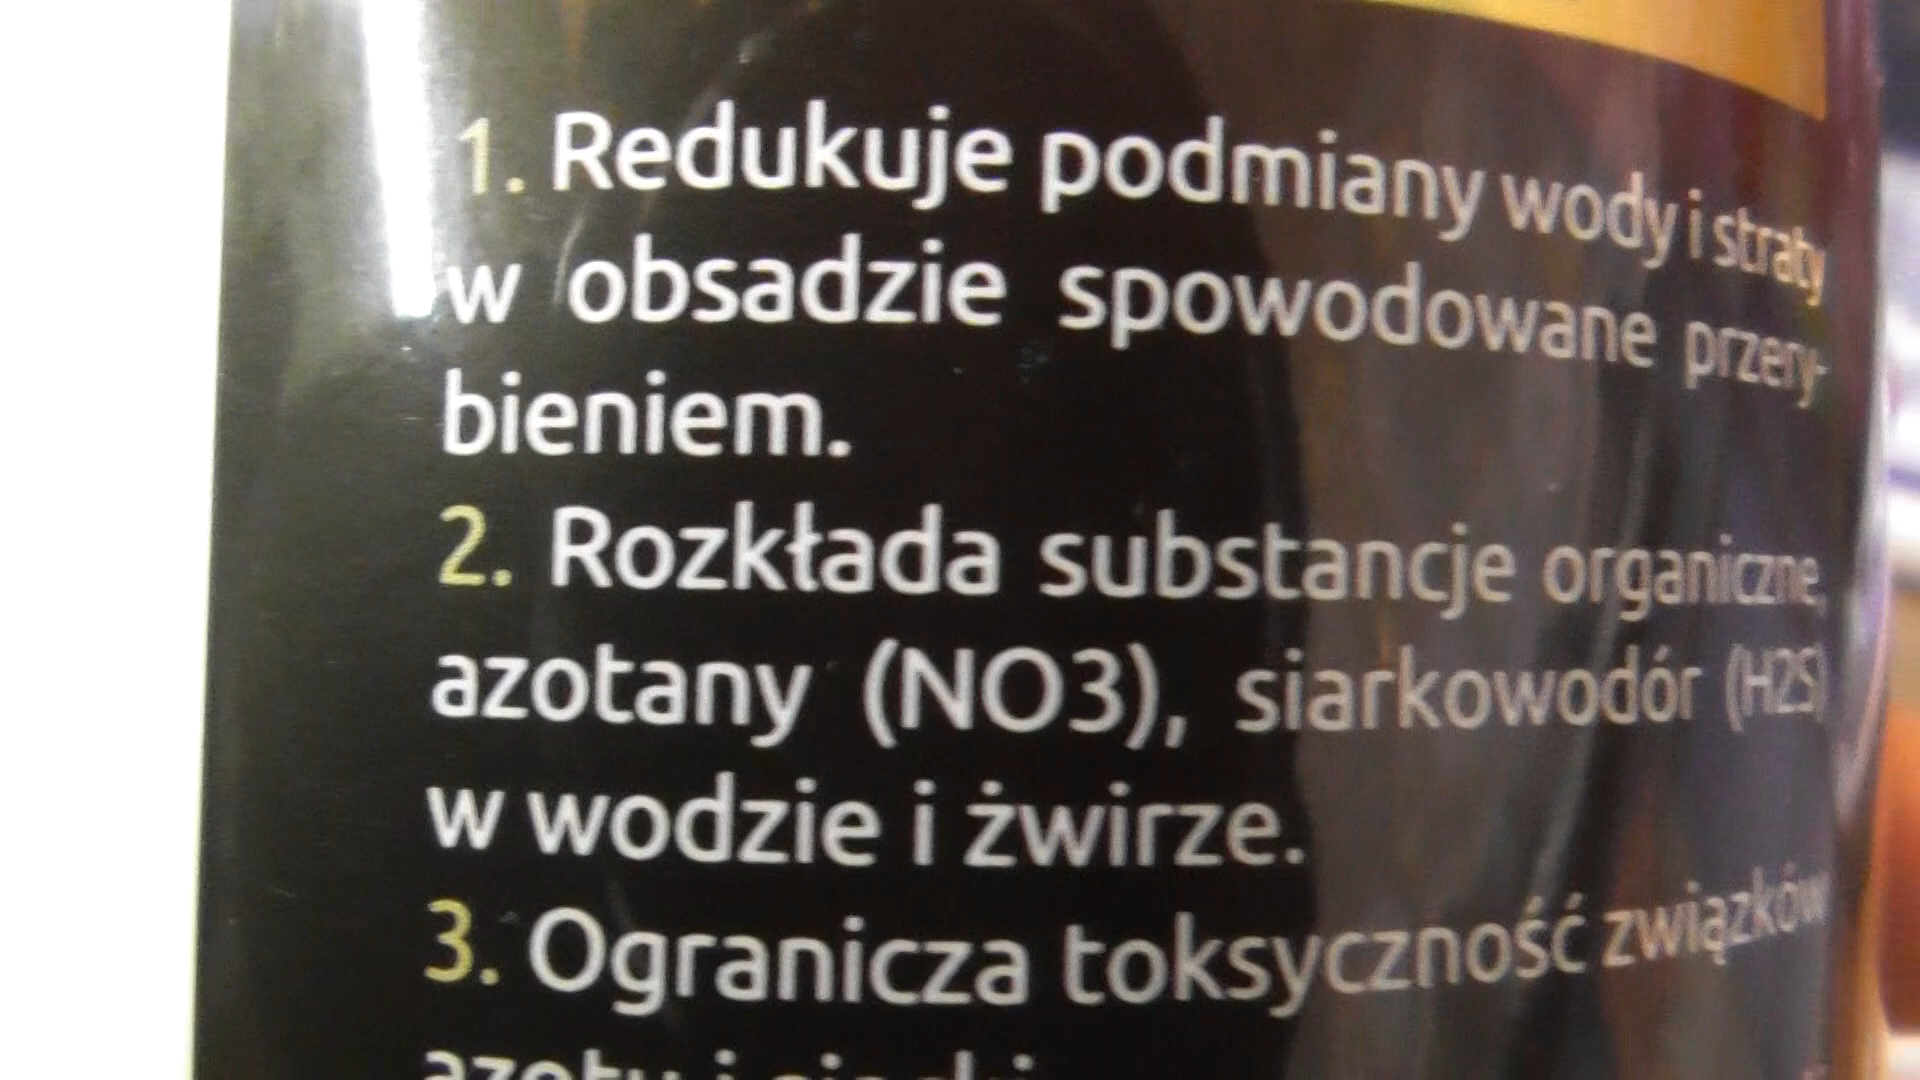 1. Redukuje podmiany wody i straty
w obsadzie spowodowane przery-
bieniem.
2. Rozkłada substancje organiczne,
azotany (NO3), siarkowodór (H2S)
w wodzie i żwirze.
3. Ogranicza toksyczność związków
azotu i